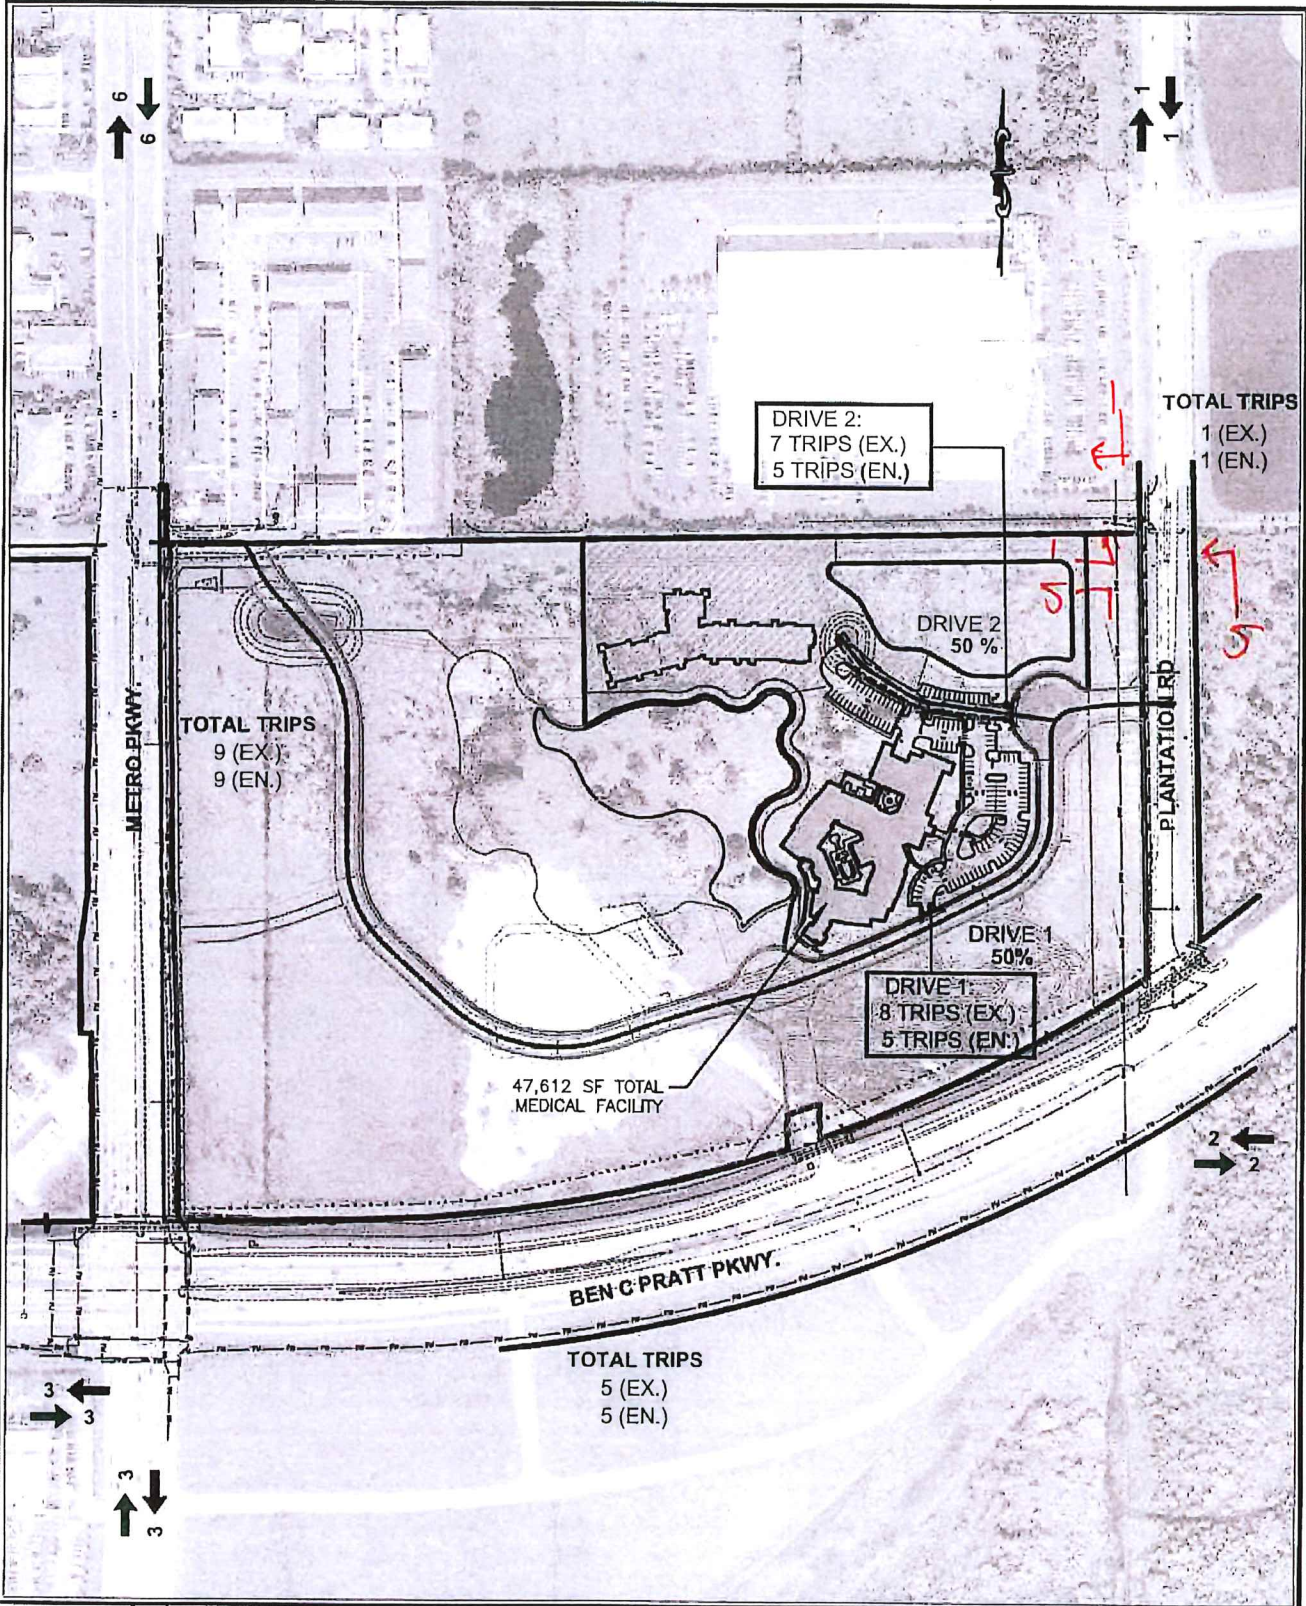 6
6
1
1
TOTAL TRIPS
1 (EX.)
1 (EN.)
DRIVE 2:
7 TRIPS (EX.)
5 TRIPS (EN.)
1
1
5
5
DRIVE 2
50 %
TOTAL TRIPS
9 (EX.)
9 (EN.)
METRO PKWY.
PLANTATION RD
DRIVE 1
50%
DRIVE 1:
8 TRIPS (EX.)
5 TRIPS (EN.)
47,612 SF TOTAL
MEDICAL FACILITY
2
2
BEN C PRATT PKWY.
TOTAL TRIPS
5 (EX.)
5 (EN.)
3
3
3
3